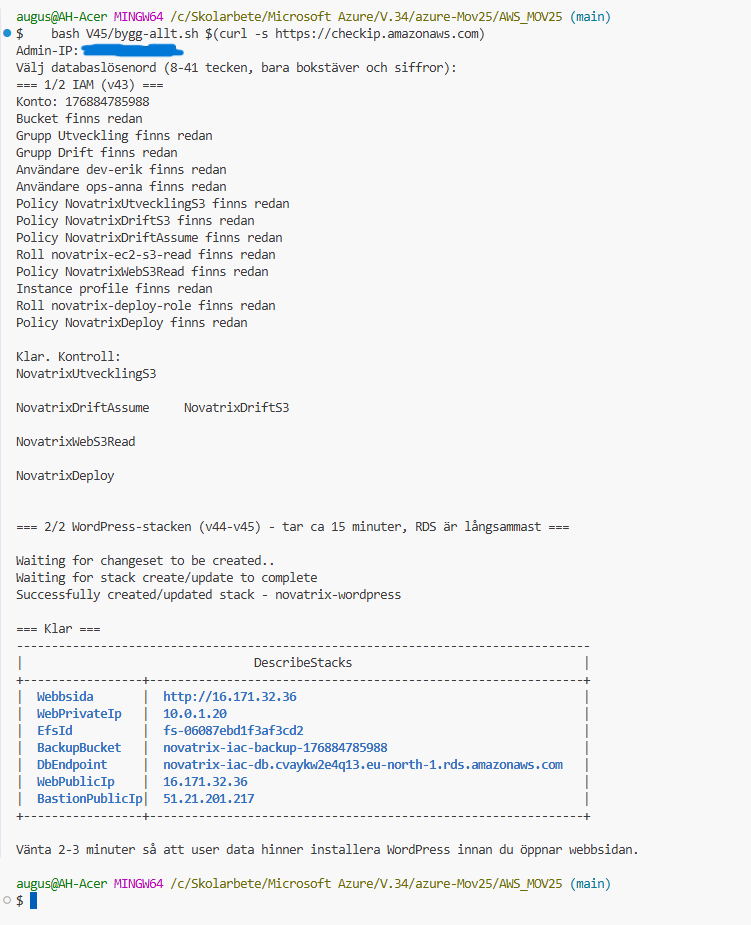 augus@AH-Acer MINGW64 /c/Skolarbete/Microsoft Azure/V.34/azure-Mov25/AWS_MOV25 (main)
$ bash V45/bygg-allt.sh $(curl -s https://checkip.amazonaws.com)
Admin-IP:
Välj databaslösenord (8-41 tecken, bara bokstäver och siffror):
=== 1/2 IAM (v43) ===
Konto: 176884785988
Bucket finns redan
Grupp Utveckling finns redan
Grupp Drift finns redan
Användare dev-erik finns redan
Användare ops-anna finns redan
Policy NovatrixUtvecklingS3 finns redan
Policy NovatrixDriftS3 finns redan
Policy NovatrixDriftAssume finns redan
Roll novatrix-ec2-s3-read finns redan
Policy NovatrixWebS3Read finns redan
Instance profile finns redan
Roll novatrix-deploy-role finns redan
Policy NovatrixDeploy finns redan
Klar. Kontroll:
NovatrixUtvecklingS3
NovatrixDriftAssume NovatrixDriftS3
NovatrixWebS3Read
NovatrixDeploy
=== 2/2 WordPress-stacken (v44-v45) - tar ca 15 minuter, RDS är långsammast ===
Waiting for changeset to be created..
Waiting for stack create/update to complete
Successfully created/updated stack - novatrix-wordpress
=== Klar ===
DescribeStacks
| Webbsida | http://16.171.32.36 |
| WebPrivateIp | 10.0.1.20 |
| EfsId | fs-06087ebd1f3af3cd2 |
| BackupBucket | novatrix-iac-backup-176884785988 |
| DbEndpoint | novatrix-iac-db.cvaykw2e4q13.eu-north-1.rds.amazonaws.com |
| WebPublicIp | 16.171.32.36 |
| BastionPublicIp| 51.21.201.217 |
Vänta 2-3 minuter så att user data hinner installera WordPress innan du öppnar webbsidan.
augus@AH-Acer MINGW64 /c/Skolarbete/Microsoft Azure/V.34/azure-Mov25/AWS_MOV25 (main)
$